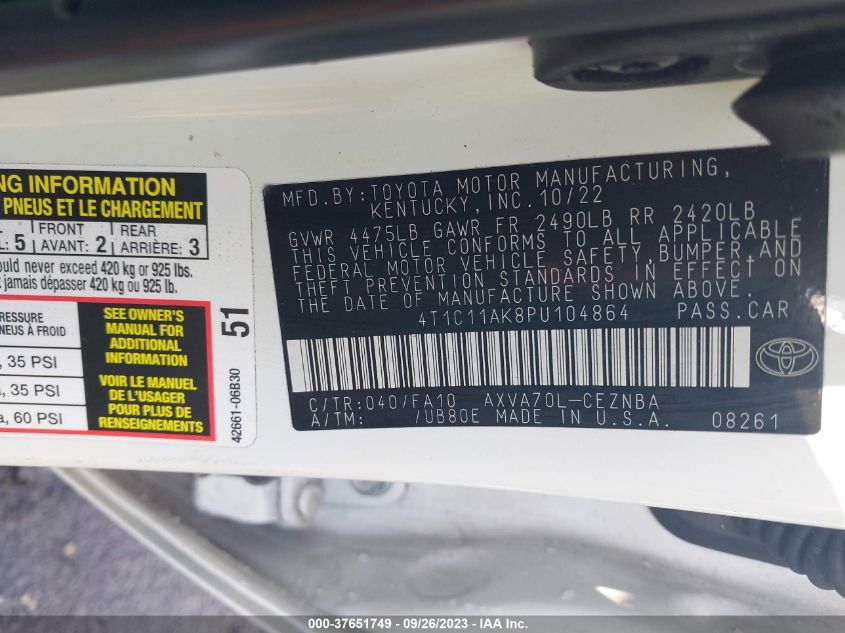 NG INFORMATION
PNEUS ET LE CHARGEMENT
FRONT REAR
L: 5 AVANT: 2 ARRIÈRE: 3
ould never exceed 420 kg or 925 lbs.
t jamais dépasser 420 kg ou 925 lb.
RESSURE
NEUS À FROID
, 35 PSI
a, 35 PSI
a, 60 PSI
SEE OWNER'S
MANUAL FOR
ADDITIONAL
INFORMATION
VOIR LE MANUEL
DE L'USAGER
POUR PLUS DE
RENSEIGNEMENTS
51
42661-06B30
MFD.BY:TOYOTA MOTOR MANUFACTURING,
KENTUCKY, INC. 10/22
GVWR 4475LB GAWR FR 2490LB RR 2420LB
THIS VEHICLE CONFORMS TO ALL APPLICABLE
FEDERAL MOTOR VEHICLE SAFETY, BUMPER, AND
THEFT PREVENTION STANDARDS IN EFFECT ON
THE DATE OF MANUFACTURE SHOWN ABOVE.
4T1C11AK8PU104864 PASS.CAR
TOYOTA
C/TR:040/FA10 AXVA70L-CEZNBA
A/TM: /UB80E MADE IN U.S.A. 08261
000-37651749 - 09/26/2023 - IAA Inc.